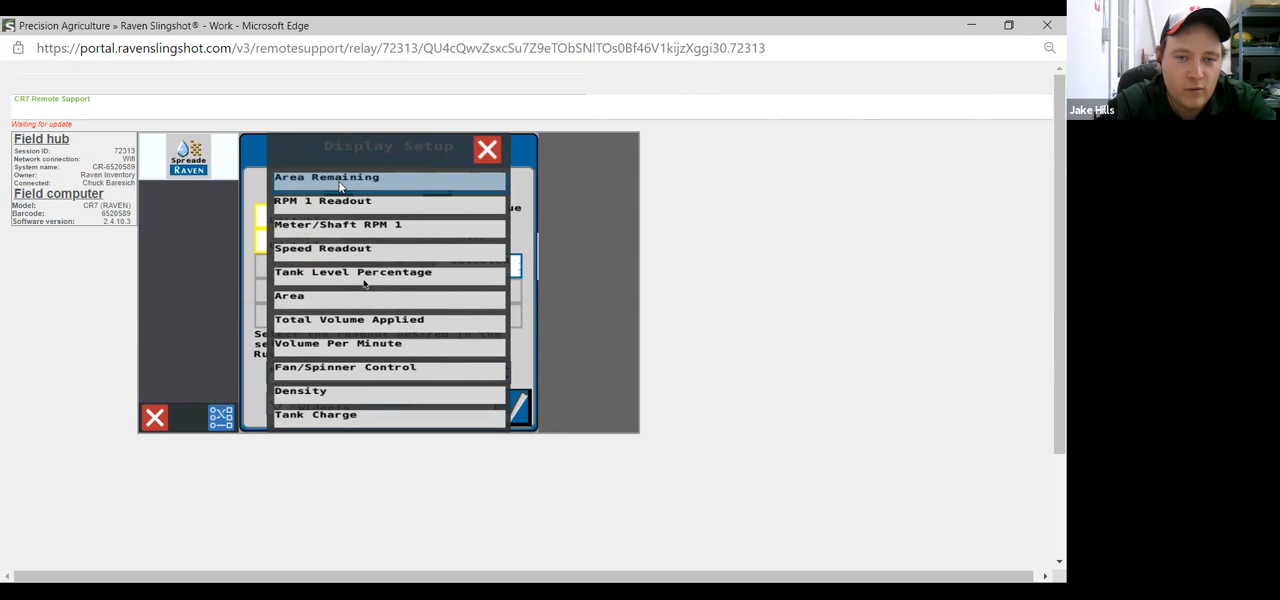 Precision Agriculture » Raven Slingshot® - Work - Microsoft Edge
https://portal.ravenslingshot.com/v3/remotesupport/relay/72313/QU4cQwvZsxcSu7Z9eTObSNlTOs0Bf46V1kijzXggi30.72313
Jake Hills
CR7 Remote Support
Waiting for update
Field hub
Session ID: 72313
Network connection: Wifi
System name: CR-6520589
Owner: Raven Inventory
Connected: Chuck Baresich
Field computer
Model: CR7 (RAVEN)
Barcode: 6520589
Software version: 2.4.10.3
Spreade
RAVEN
Display Setup
Area Remaining
RPM 1 Readout
Meter/Shaft RPM 1
Speed Readout
Tank Level Percentage
Area
Total Volume Applied
Volume Per Minute
Fan/Spinner Control
Density
Tank Charge